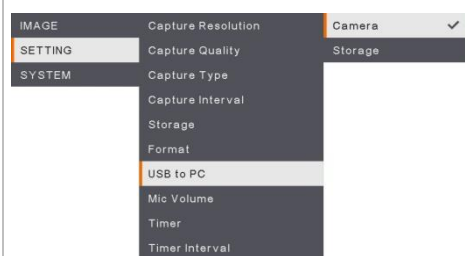 IMAGE
SETTING
SYSTEM
Capture Resolution
Capture Quality
Capture Type
Capture Interval
Storage
Format
USB to PC
Mic Volume
Timer
Timer Interval
Camera
Storage